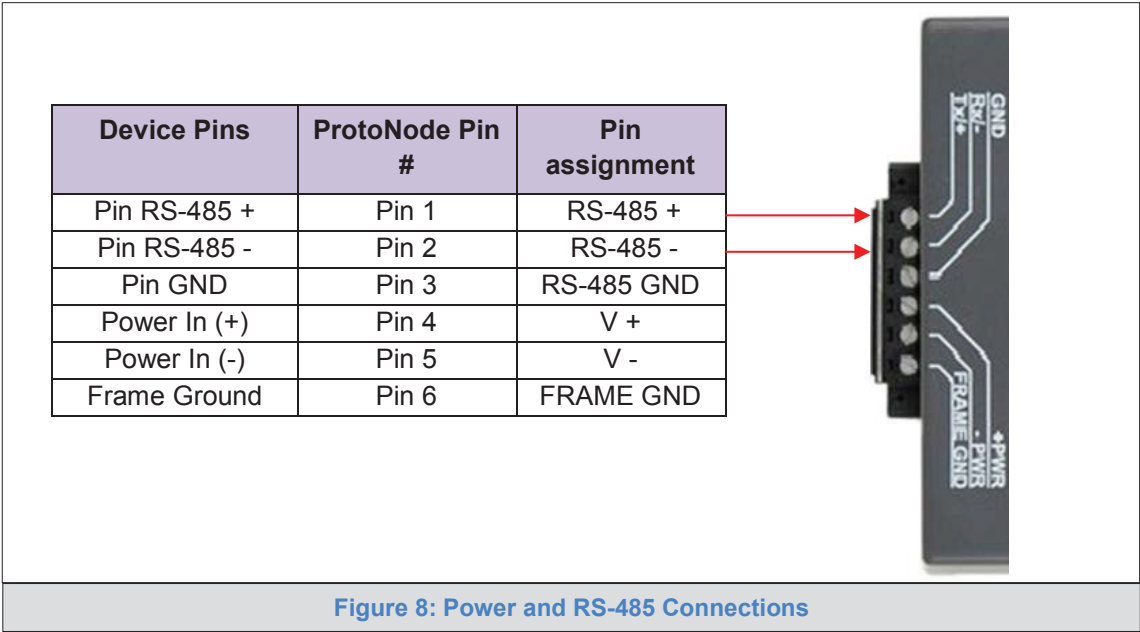 Device Pins ProtoNode Pin # Pin assignment
Pin RS-485 + Pin 1 RS-485 +
Pin RS-485 - Pin 2 RS-485 -
Pin GND Pin 3 RS-485 GND
Power In (+) Pin 4 V +
Power In (-) Pin 5 V -
Frame Ground Pin 6 FRAME GND
Tx/+
Rx/-
GND
FRAME GND
- PWR
+PWR
Figure 8: Power and RS-485 Connections